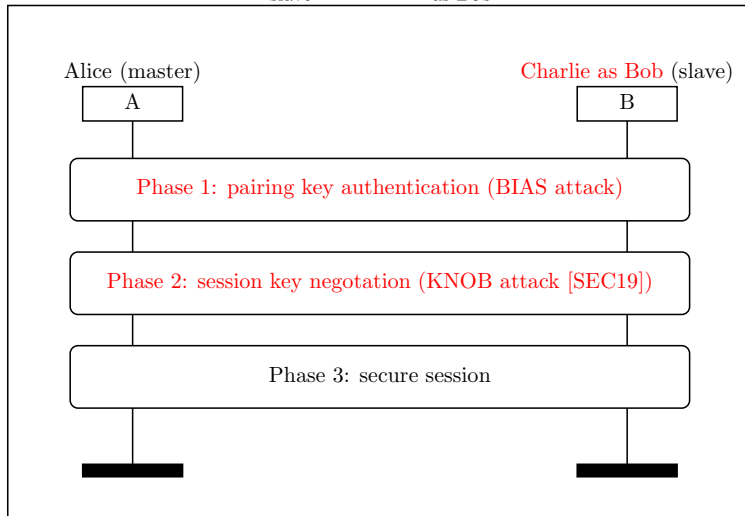 Alice (master)
Charlie as Bob (slave)
A
B
Phase 1: pairing key authentication (BIAS attack)
Phase 2: session key negotation (KNOB attack [SEC19])
Phase 3: secure session